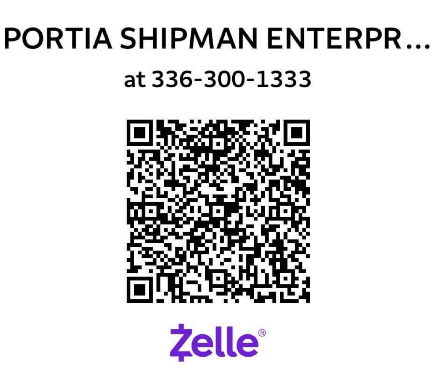 PORTIA SHIPMAN ENTERPR...
at 336-300-1333
Zelle®